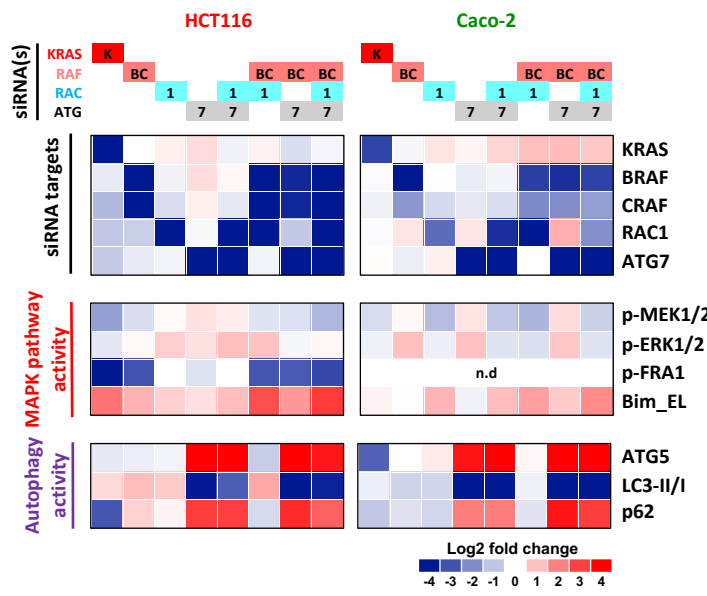 HCT116 Caco-2
siRNA(s)
KRAS K K
RAF BC BC BC BC BC BC BC BC
RAC 1 1 1 1 1 1 1 1
ATG 7 7 7 7 7 7 7 7
siRNA targets
KRAS
BRAF
CRAF
RAC1
ATG7
MAPK pathway
activity
p-MEK1/2
p-ERK1/2
n.d p-FRA1
Bim_EL
Autophagy
activity
ATG5
LC3-II/I
p62
Log2 fold change
-4 -3 -2 -1 0 1 2 3 4